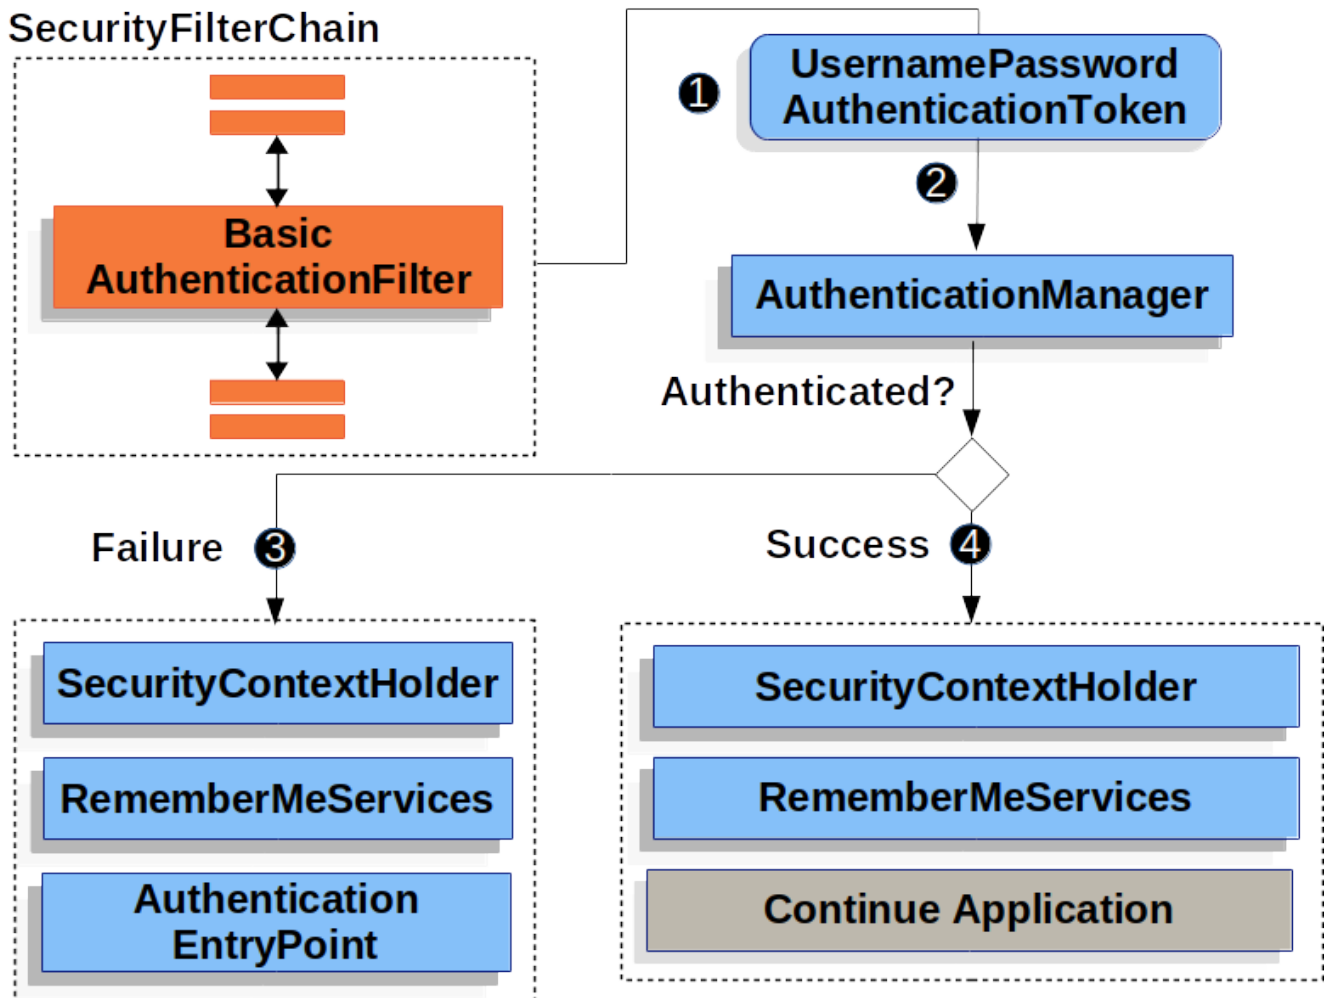 SecurityFilterChain
Basic
AuthenticationFilter
1
UsernamePassword
AuthenticationToken
2
AuthenticationManager
Authenticated?
Failure 3
Success 4
SecurityContextHolder
RememberMeServices
Authentication
EntryPoint
SecurityContextHolder
RememberMeServices
Continue Application